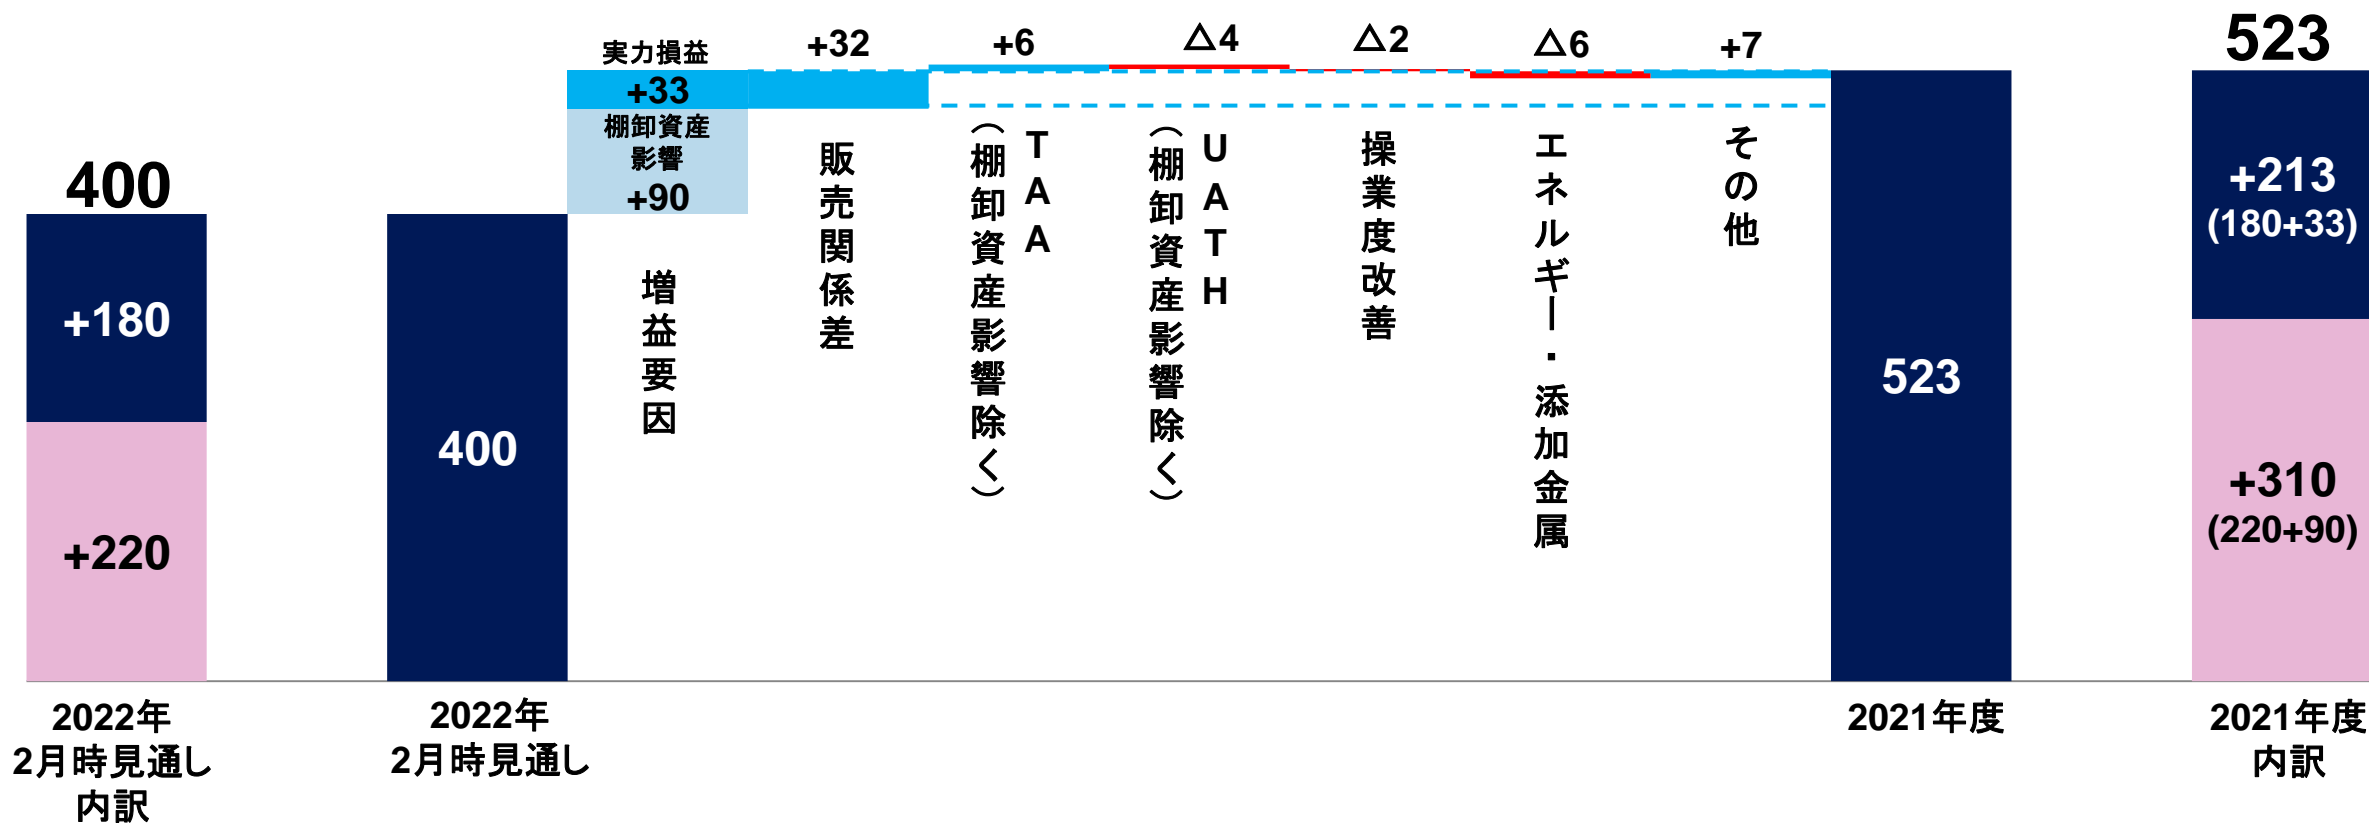 400
+180
+220
2022年
2月時見通し
内訳
400
2022年
2月時見通し
実力損益
+33
棚卸資産
影響
+90
増益要因
+32
販売関係差
+6
TAA
（棚卸資産影響除く）
△4
UATH
（棚卸資産影響除く）
△2
操業度改善
△6
エネルギー・添加金属
+7
その他
523
2021年度
523
+213
(180+33)
+310
(220+90)
2021年度
内訳